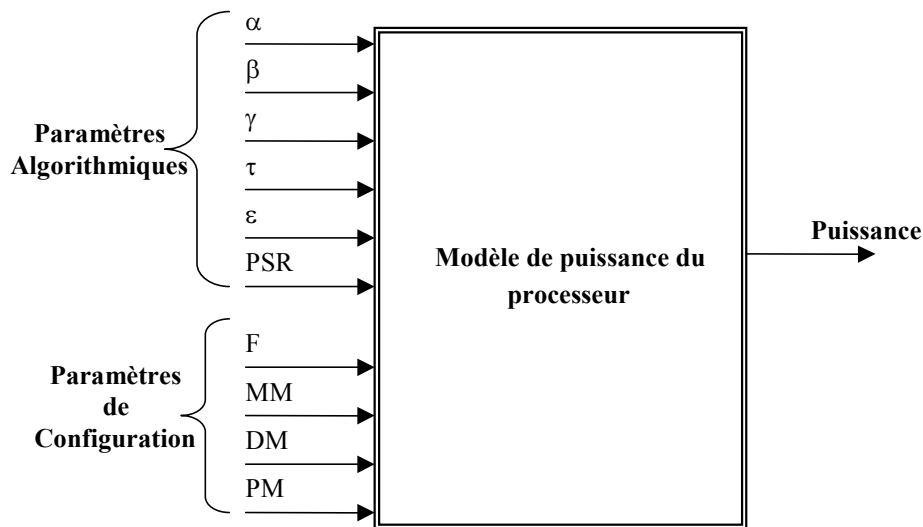 α
β
γ
τ
ε
PSR
Paramètres
Algorithmiques
F
MM
DM
PM
Paramètres
de
Configuration
Modèle de puissance du
processeur
Puissance